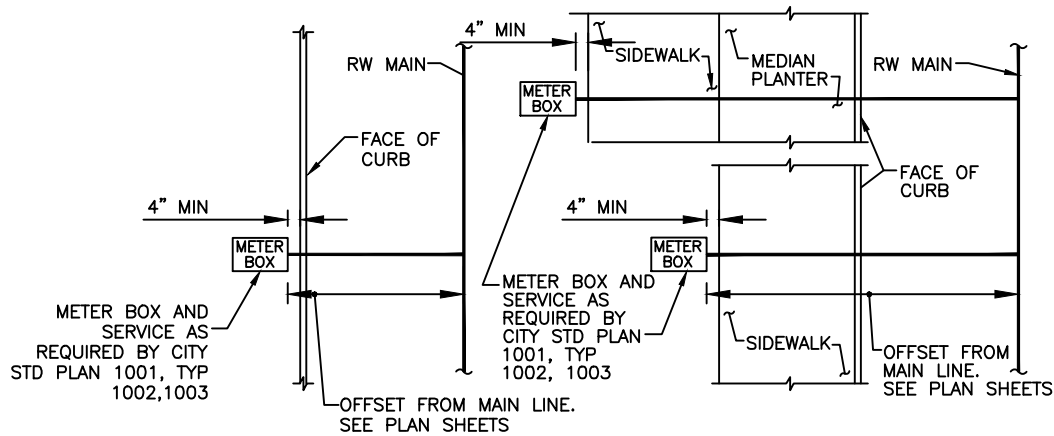 4” MIN
RW MAIN
FACE OF
CURB
4” MIN
METER
BOX
METER BOX AND
SERVICE AS
REQUIRED BY CITY
STD PLAN 1001, TYP
1002,1003
OFFSET FROM MAIN LINE.
SEE PLAN SHEETS
SIDEWALK
MEDIAN
PLANTER
RW MAIN
METER
BOX
FACE OF
CURB
4” MIN
METER
BOX
METER BOX AND
SERVICE AS
REQUIRED BY
CITY STD PLAN
1001, TYP
1002, 1003
SIDEWALK
OFFSET FROM
MAIN LINE.
SEE PLAN SHEETS